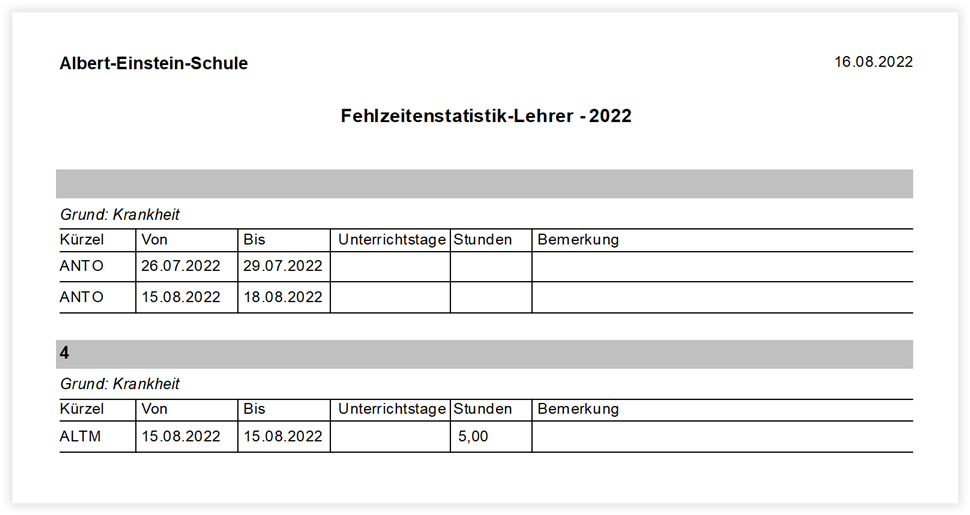 Albert-Einstein-Schule 16.08.2022
Fehlzeitenstatistik-Lehrer - 2022
Grund: Krankheit
Kürzel Von Bis Unterrichtstage Stunden Bemerkung
ANTO 26.07.2022 29.07.2022
ANTO 15.08.2022 18.08.2022
4
Grund: Krankheit
Kürzel Von Bis Unterrichtstage Stunden Bemerkung
ALTM 15.08.2022 15.08.2022 5,00